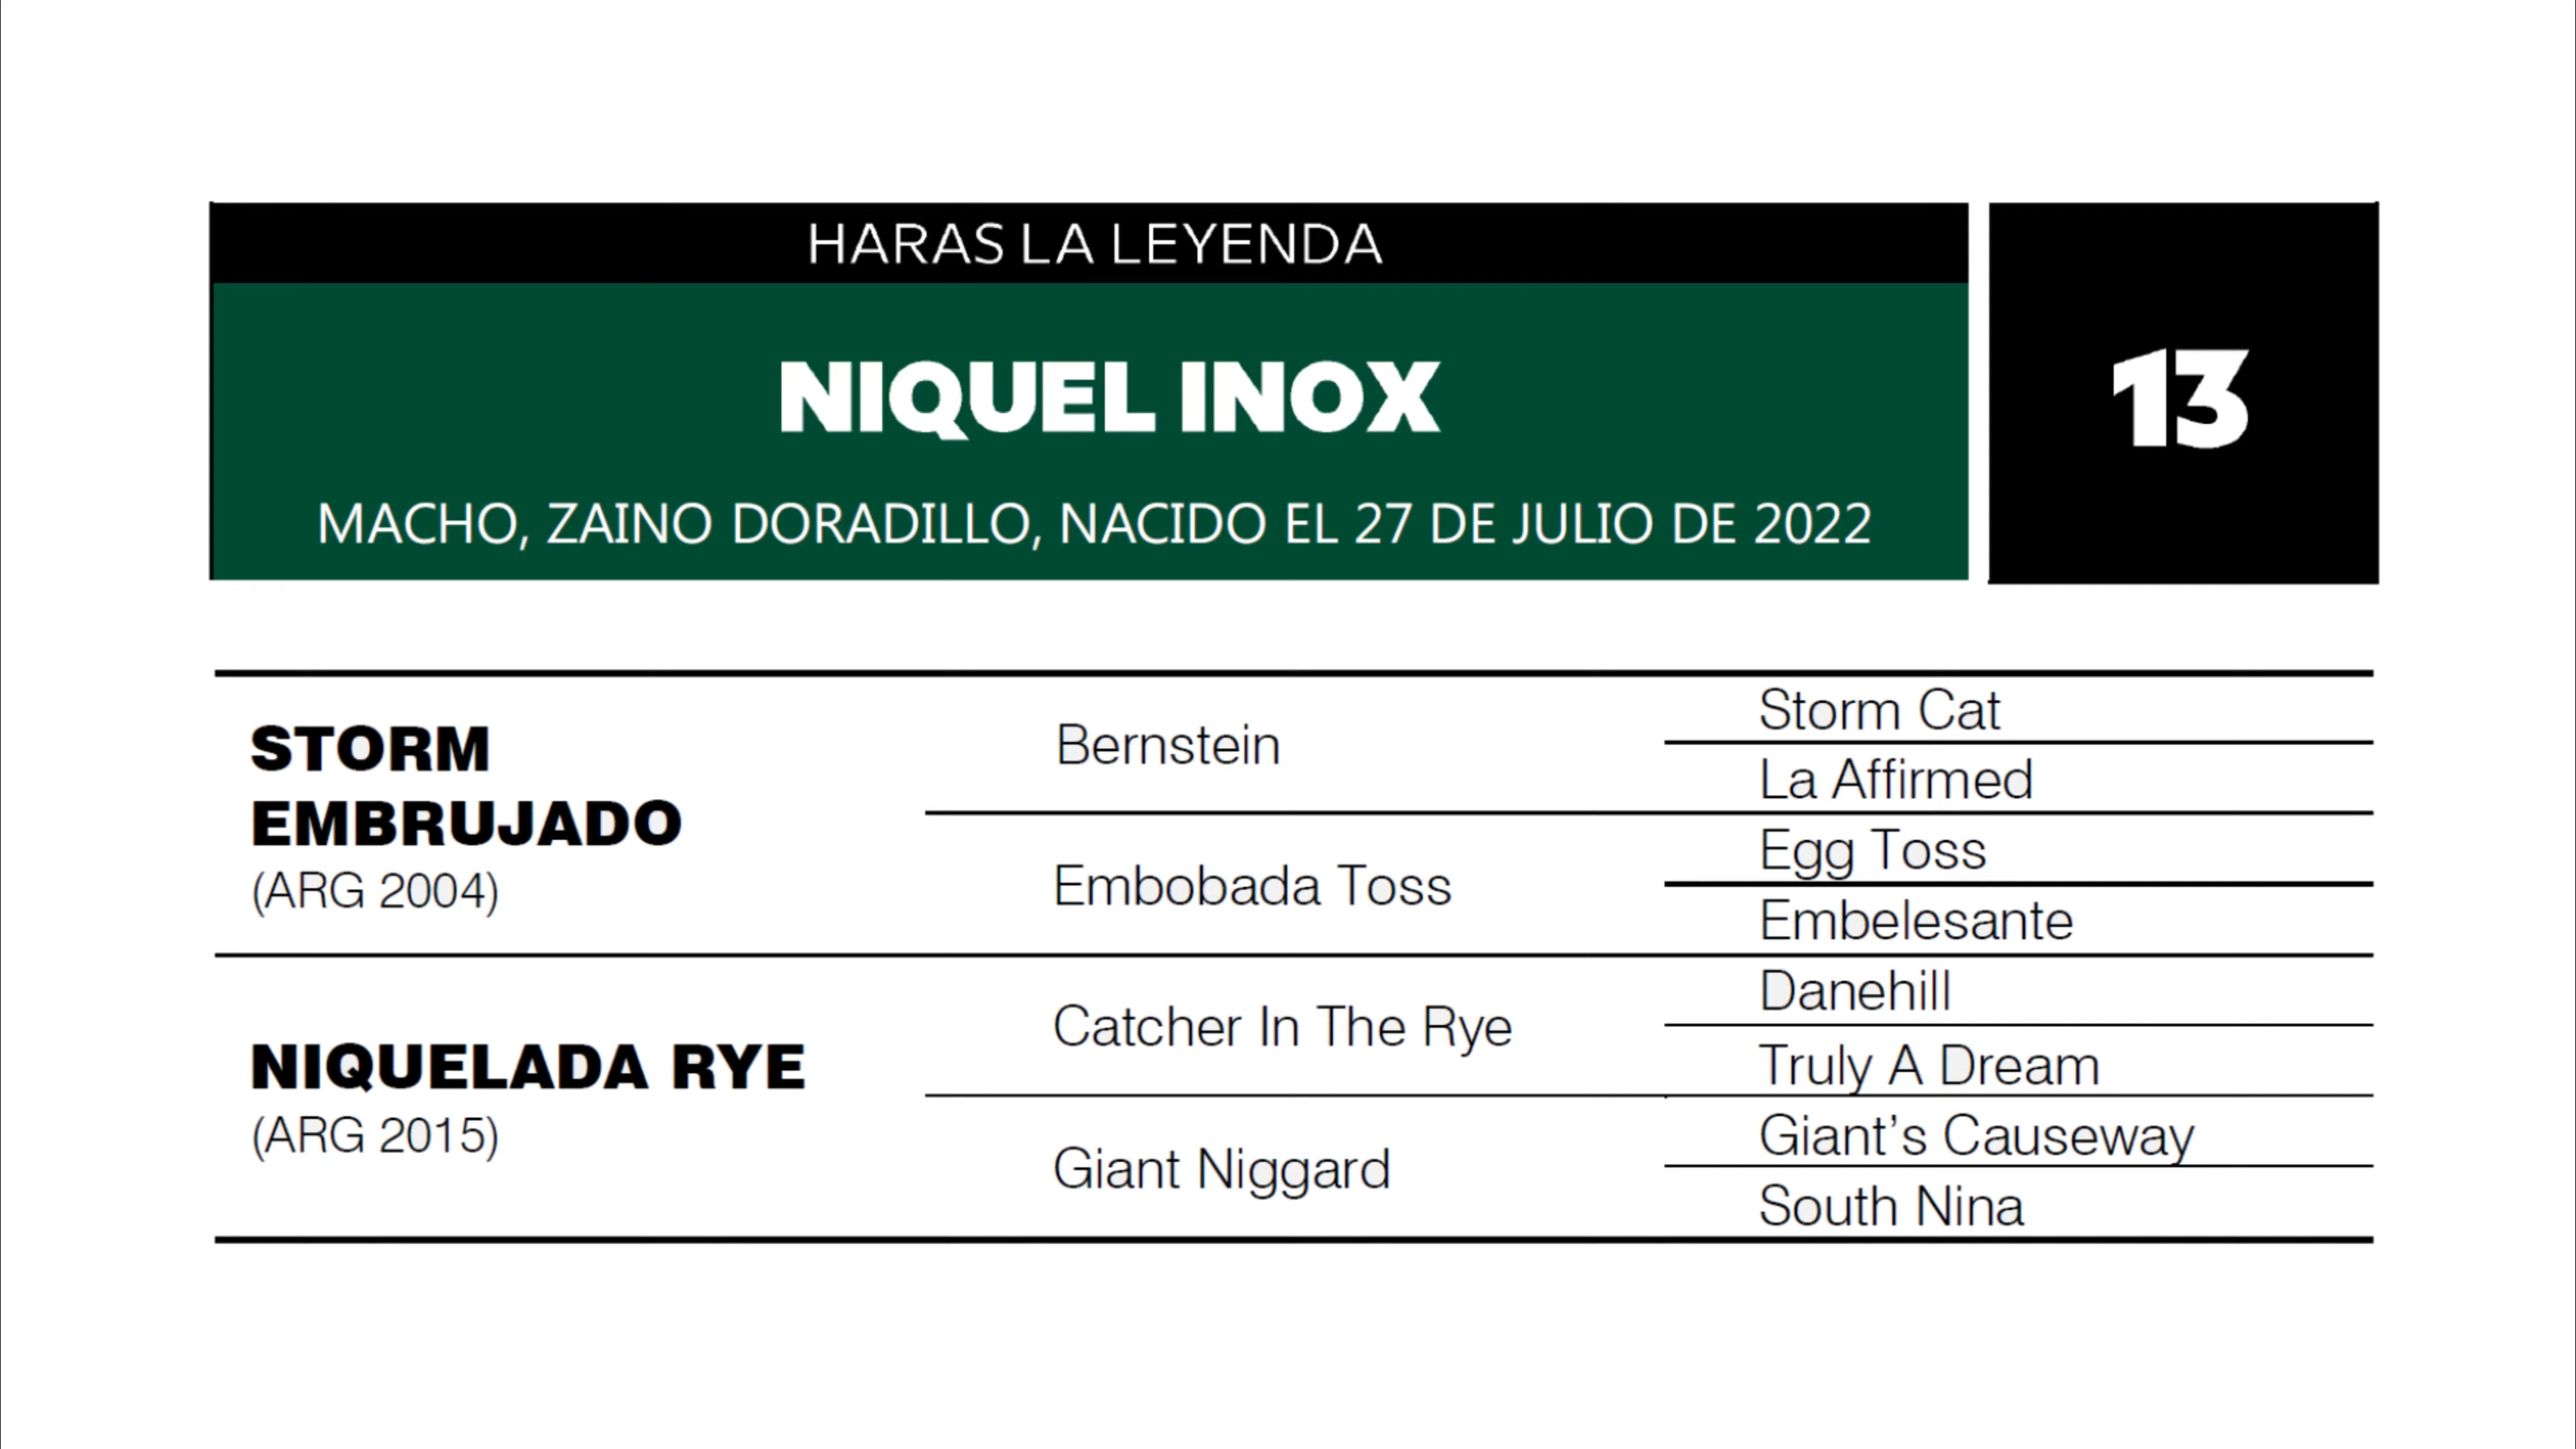 HARAS LA LEYENDA
NIQUEL INOX
13
MACHO, ZAINO DORADILLO, NACIDO EL 27 DE JULIO DE 2022
STORM
EMBRUJADO
(ARG 2004)
Bernstein
Storm Cat
La Affirmed
Embobada Toss
Egg Toss
Embelesante
NIQUELADA RYE
(ARG 2015)
Catcher In The Rye
Danehill
Truly A Dream
Giant Niggard
Giant’s Causeway
South Nina